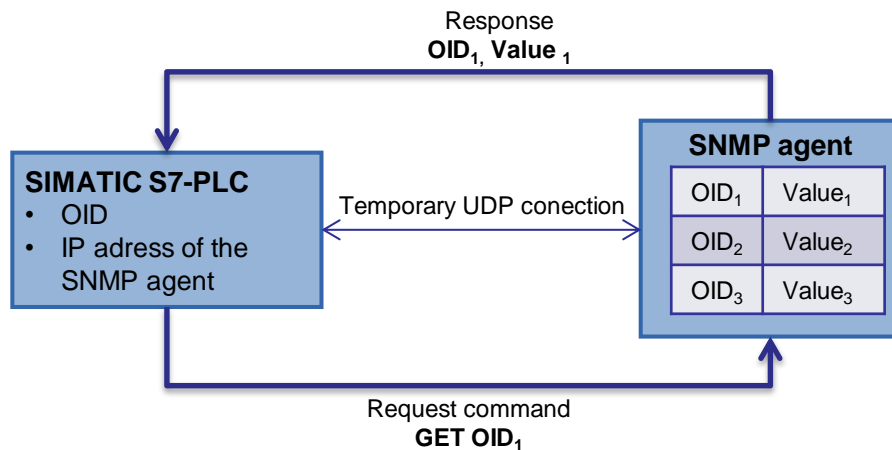 Response
OID₁, Value ₁
SIMATIC S7-PLC
• OID
• IP adress of the
SNMP agent
Temporary UDP conection
SNMP agent
OID₁ Value₁
OID₂ Value₂
OID₃ Value₃
Request command
GET OID₁